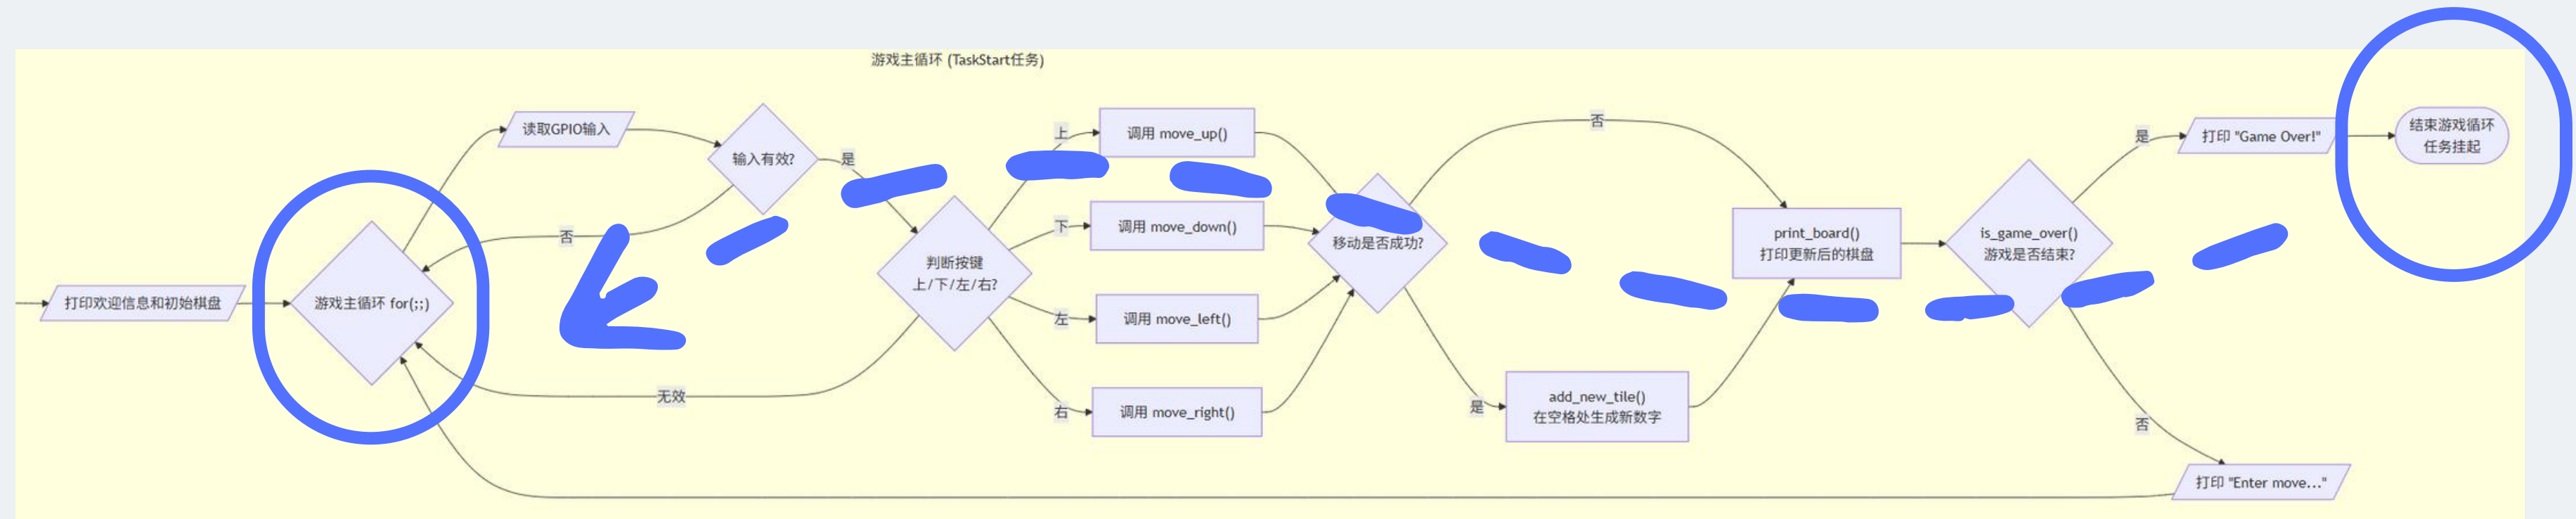 游戏主循环 (TaskStart任务)
打印欢迎信息和初始棋盘
游戏主循环 for(;;)
读取GPIO输入
输入有效?
是
否
判断按键
上/下/左/右?
无效
上
调用 move_up()
下
调用 move_down()
左
调用 move_left()
右
调用 move_right()
移动是否成功?
否
是
add_new_tile()
在空格处生成新数字
print_board()
打印更新后的棋盘
is_game_over()
游戏是否结束?
是
打印 "Game Over!"
结束游戏循环
任务挂起
否
打印 "Enter move..."